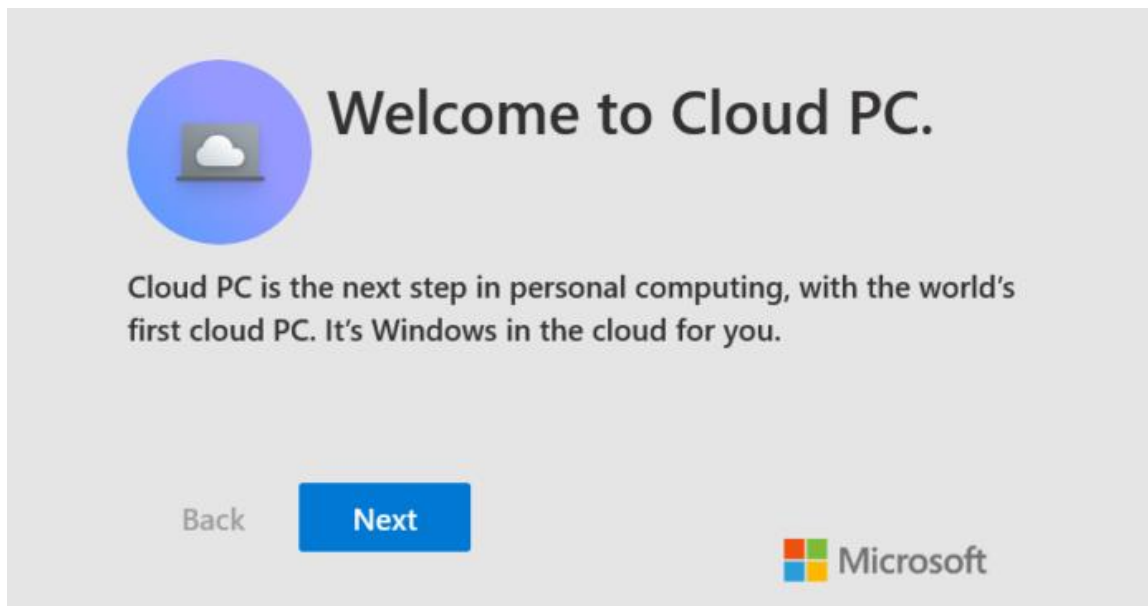 Welcome to Cloud PC.
Cloud PC is the next step in personal computing, with the world’s
first cloud PC. It’s Windows in the cloud for you.
Back Next
Microsoft